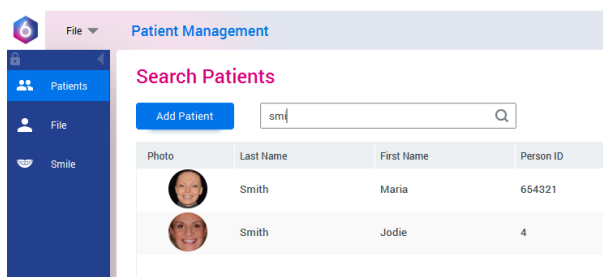 6 File Patient Management
Search Patients
Patients
Add Patient smi
File
Photo Last Name First Name Person ID
Smile
Smith Maria 654321
Smith Jodie 4